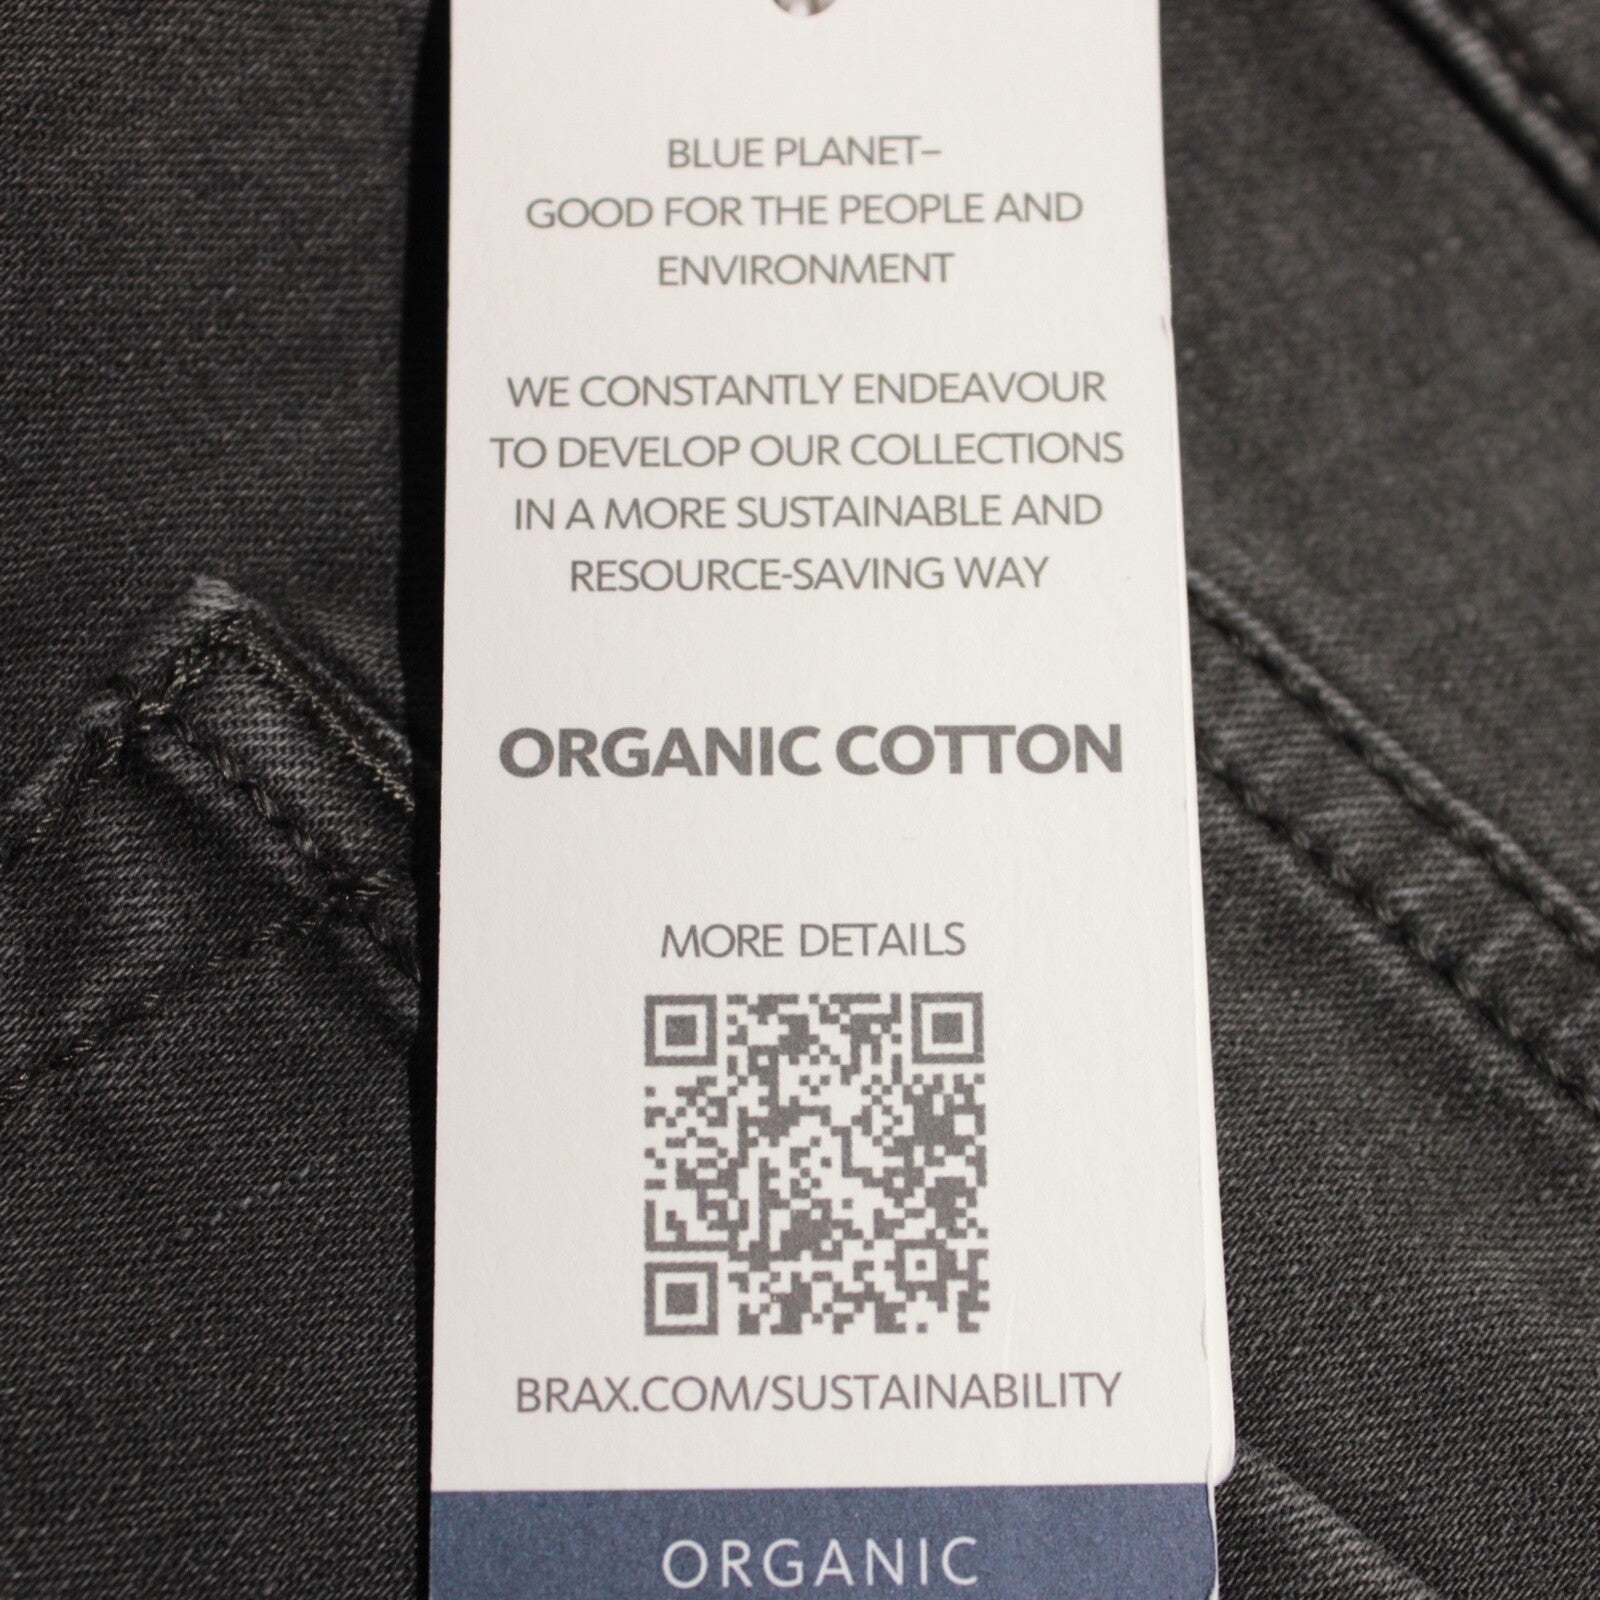 BLUE PLANET–
GOOD FOR THE PEOPLE AND
ENVIRONMENT
WE CONSTANTLY ENDEAVOUR
TO DEVELOP OUR COLLECTIONS
IN A MORE SUSTAINABLE AND
RESOURCE-SAVING WAY
ORGANIC COTTON
MORE DETAILS
BRAX.COM/SUSTAINABILITY
ORGANIC